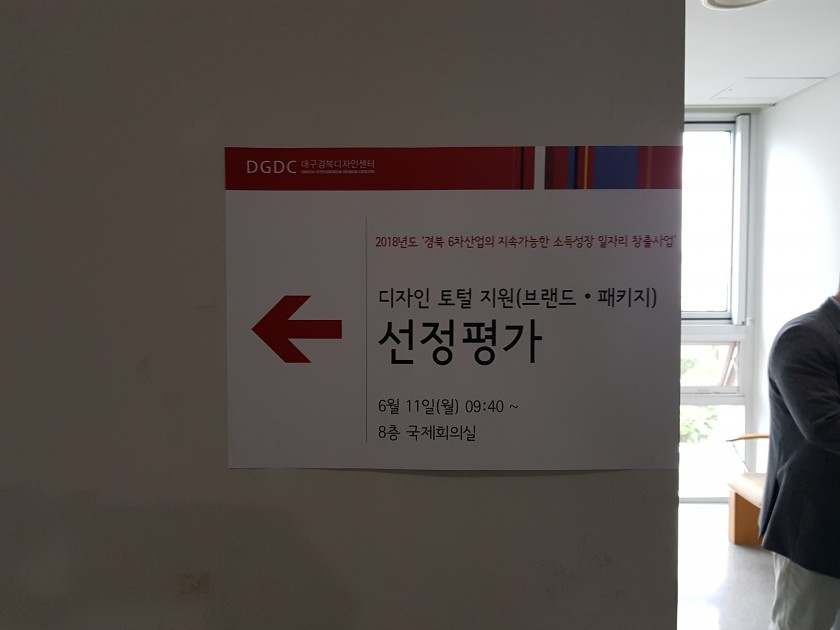 DGDC 대구경북디자인센터
2018년도 '경북 6차산업의 지속가능한 소득성장 일자리 창출사업'
디자인 토털 지원(브랜드 • 패키지)
선정평가
6월 11일(월) 09:40 ~
8층 국제회의실